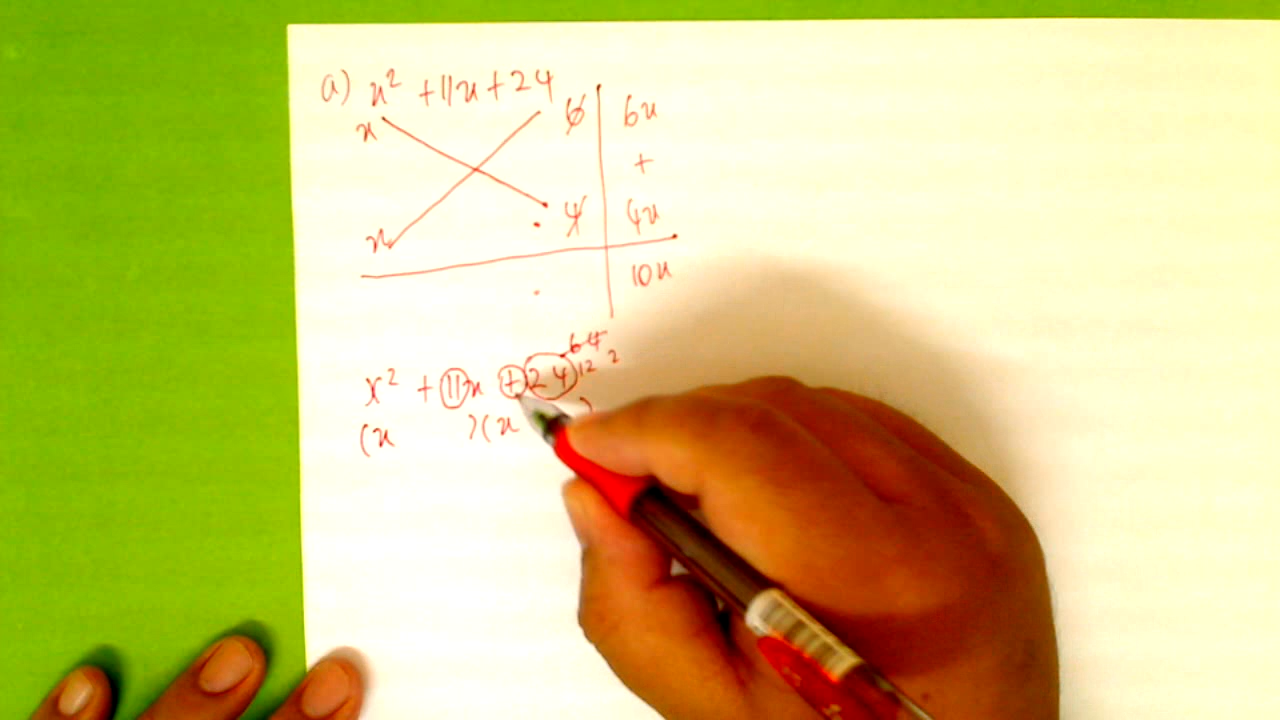 a) x² + 11x + 24
x 6 6x
+
x 4 4x
10x
6 4
x² + 11x + 24 12 2
(x )(x )